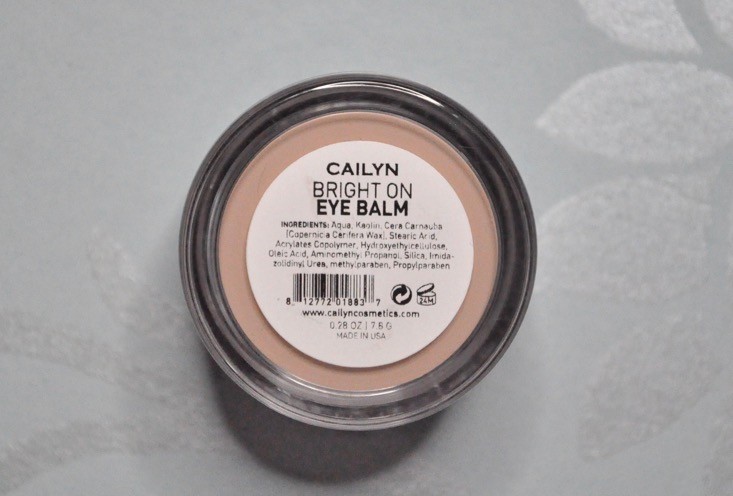 CAILYN
BRIGHT ON
EYE BALM
INGREDIENTS: Aqua, Kaolin, Cera Carnauba
(Copernicia Cerifera Wax), Stearic Acid,
Acrylates Copolymer, Hydroxyethylcellulose,
Oleic Acid, Aminomethyl Propanol, Silica, Imida-
zolidinyl Urea, methylparaben, Propylparaben
8 12772 01883 7
24M
www.cailyncosmetics.com
0.28 OZ | 7.8 G
MADE IN USA